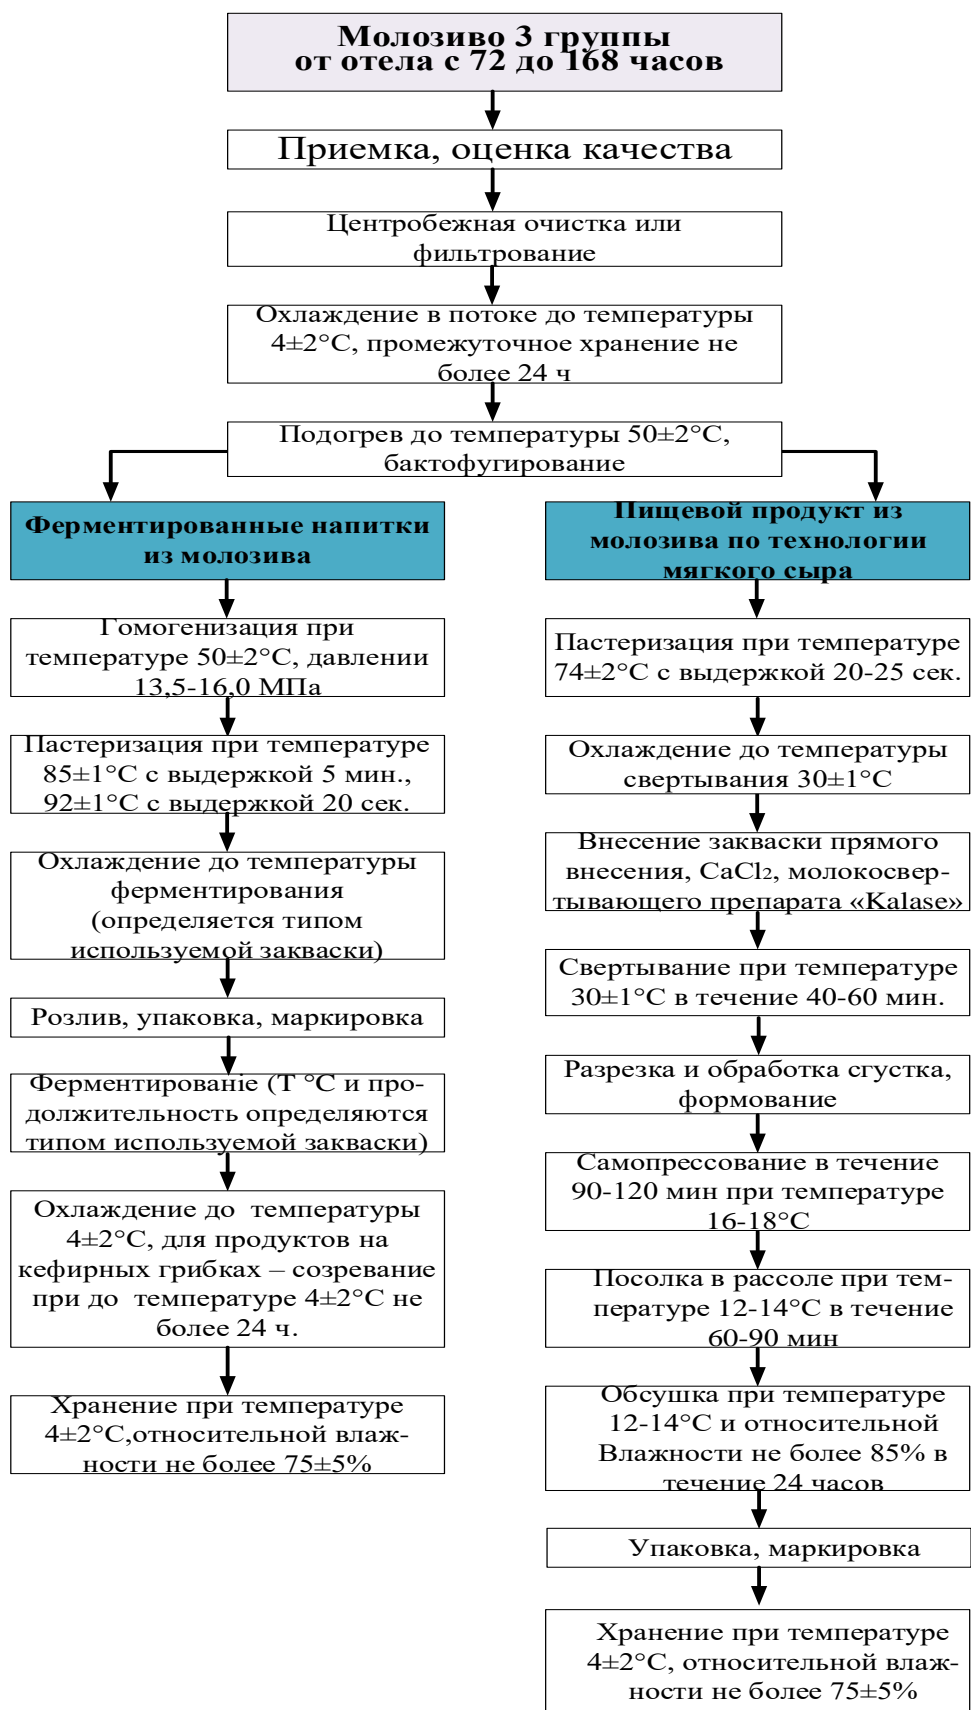 Молозиво 3 группы
от отела с 72 до 168 часов
Приемка, оценка качества
Центробежная очистка или
фильтрование
Охлаждение в потоке до температуры
4±2°С, промежуточное хранение не
более 24 ч
Подогрев до температуры 50±2°С,
бактофугирование
Ферментированные напитки
из молозива
Гомогенизация при
температуре 50±2°С, давлении
13,5-16,0 МПа
Пастеризация при температуре
85±1°С с выдержкой 5 мин.,
92±1°С с выдержкой 20 сек.
Охлаждение до температуры
ферментирования
(определяется типом
используемой закваски)
Розлив, упаковка, маркировка
Ферментированіе (Т °С и про-
должительность определяются
типом используемой закваски)
Охлаждение до температуры
4±2°С, для продуктов на
кефирных грибках – созревание
при до температуре 4±2°С не
более 24 ч.
Хранение при температуре
4±2°С,относительной влаж-
ности не более 75±5%
Пищевой продукт из
молозива по технологии
мягкого сыра
Пастеризация при температуре
74±2°С с выдержкой 20-25 сек.
Охлаждение до температуры
свертывания 30±1°С
Внесение закваски прямого
внесения, CaCl₂, молокосвер-
тывающего препарата «Kalase»
Свертывание при температуре
30±1°С в течение 40-60 мин.
Разрезка и обработка сгустка,
формование
Самопрессование в течение
90-120 мин при температуре
16-18°С
Посолка в рассоле при тем-
пературе 12-14°С в течение
60-90 мин
Обсушка при температуре
12-14°С и относительной
Влажности не более 85% в
течение 24 часов
Упаковка, маркировка
Хранение при температуре
4±2°С, относительной влаж-
ности не более 75±5%